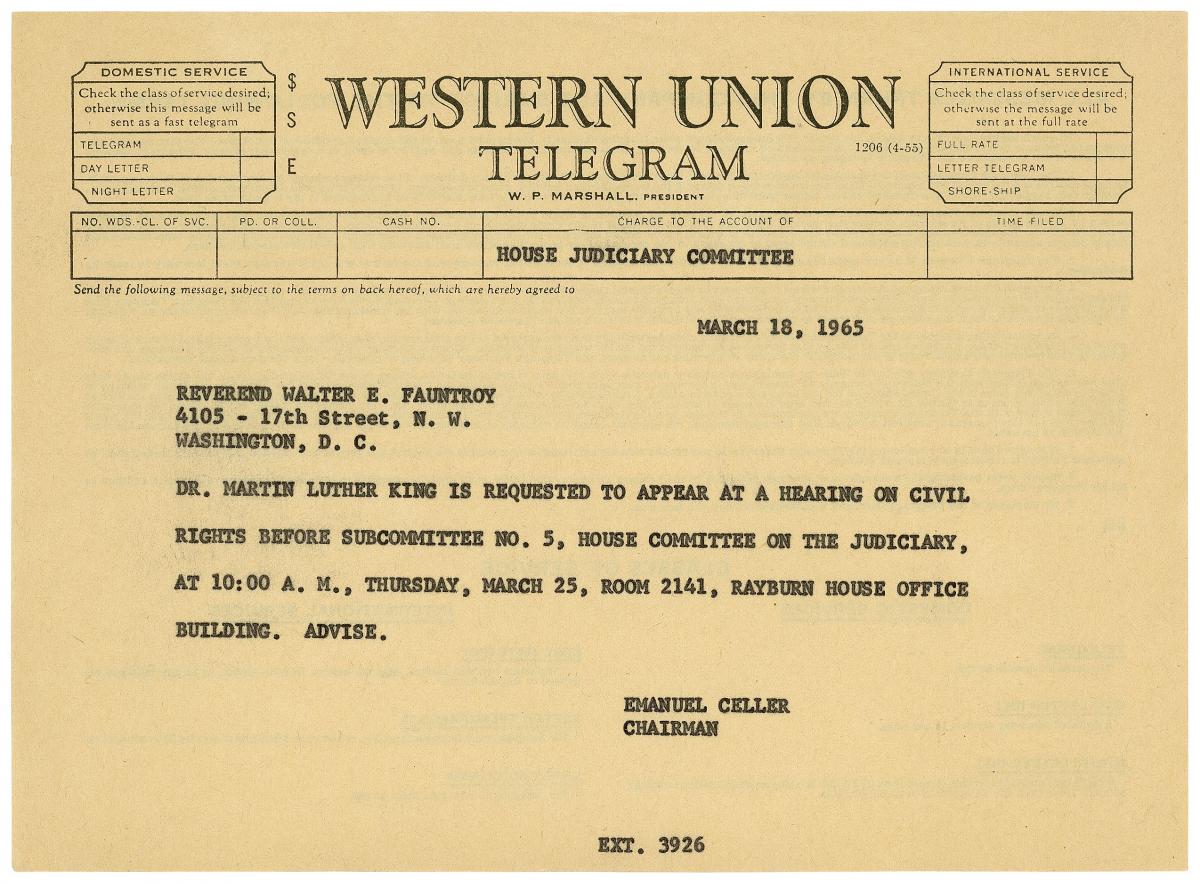 DOMESTIC SERVICE
Check the class of service desired;
otherwise this message will be
sent as a fast telegram
TELEGRAM
DAY LETTER
NIGHT LETTER
$
S
E
WESTERN UNION
TELEGRAM
1206 (4-55)
W. P. MARSHALL, PRESIDENT
INTERNATIONAL SERVICE
Check the class of service desired;
otherwise the message will be
sent at the full rate
FULL RATE
LETTER TELEGRAM
SHORE-SHIP
NO. WDS.-CL. OF SVC. PD. OR COLL. CASH NO. CHARGE TO THE ACCOUNT OF TIME FILED
HOUSE JUDICIARY COMMITTEE
Send the following message, subject to the terms on back hereof, which are hereby agreed to
MARCH 18, 1965
REVEREND WALTER E. FAUNTROY
4105 - 17th Street, N. W.
WASHINGTON, D. C.
DR. MARTIN LUTHER KING IS REQUESTED TO APPEAR AT A HEARING ON CIVIL
RIGHTS BEFORE SUBCOMMITTEE NO. 5, HOUSE COMMITTEE ON THE JUDICIARY,
AT 10:00 A. M., THURSDAY, MARCH 25, ROOM 2141, RAYBURN HOUSE OFFICE
BUILDING. ADVISE.
EMANUEL CELLER
CHAIRMAN
EXT. 3926